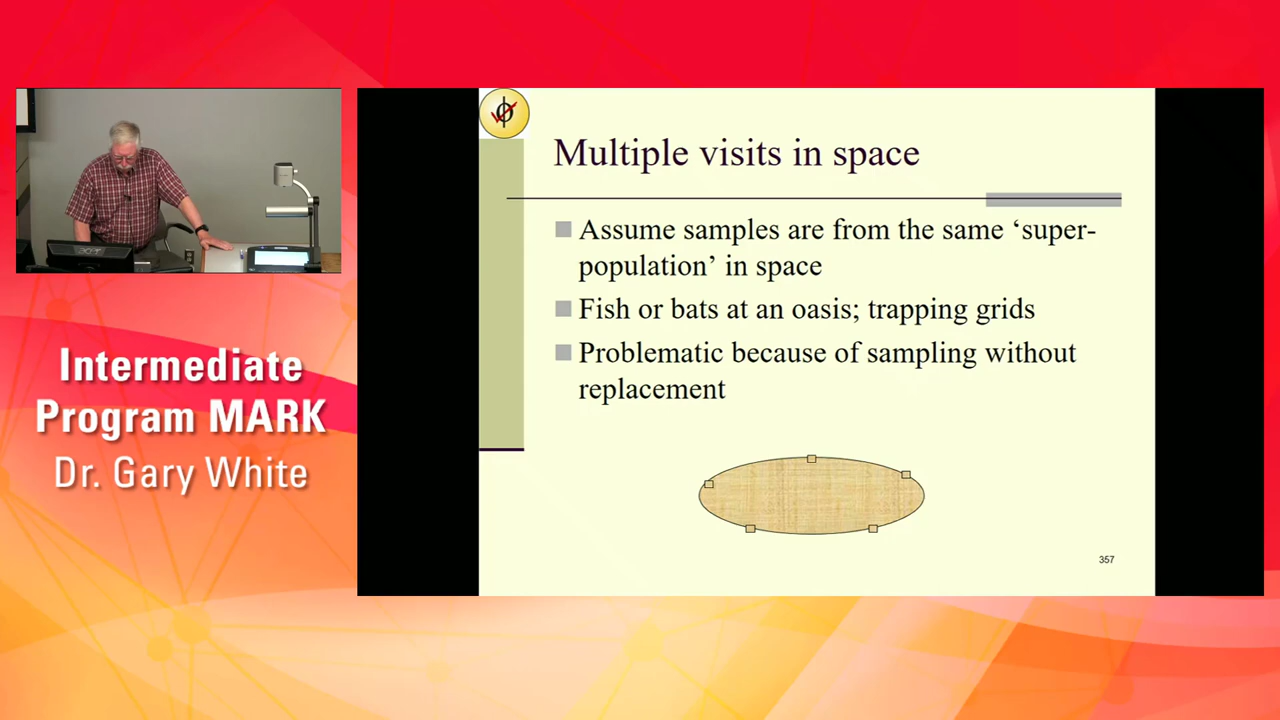 Multiple visits in space
Assume samples are from the same ‘super-
population’ in space
Fish or bats at an oasis; trapping grids
Problematic because of sampling without
replacement
357
Intermediate
Program MARK
Dr. Gary White